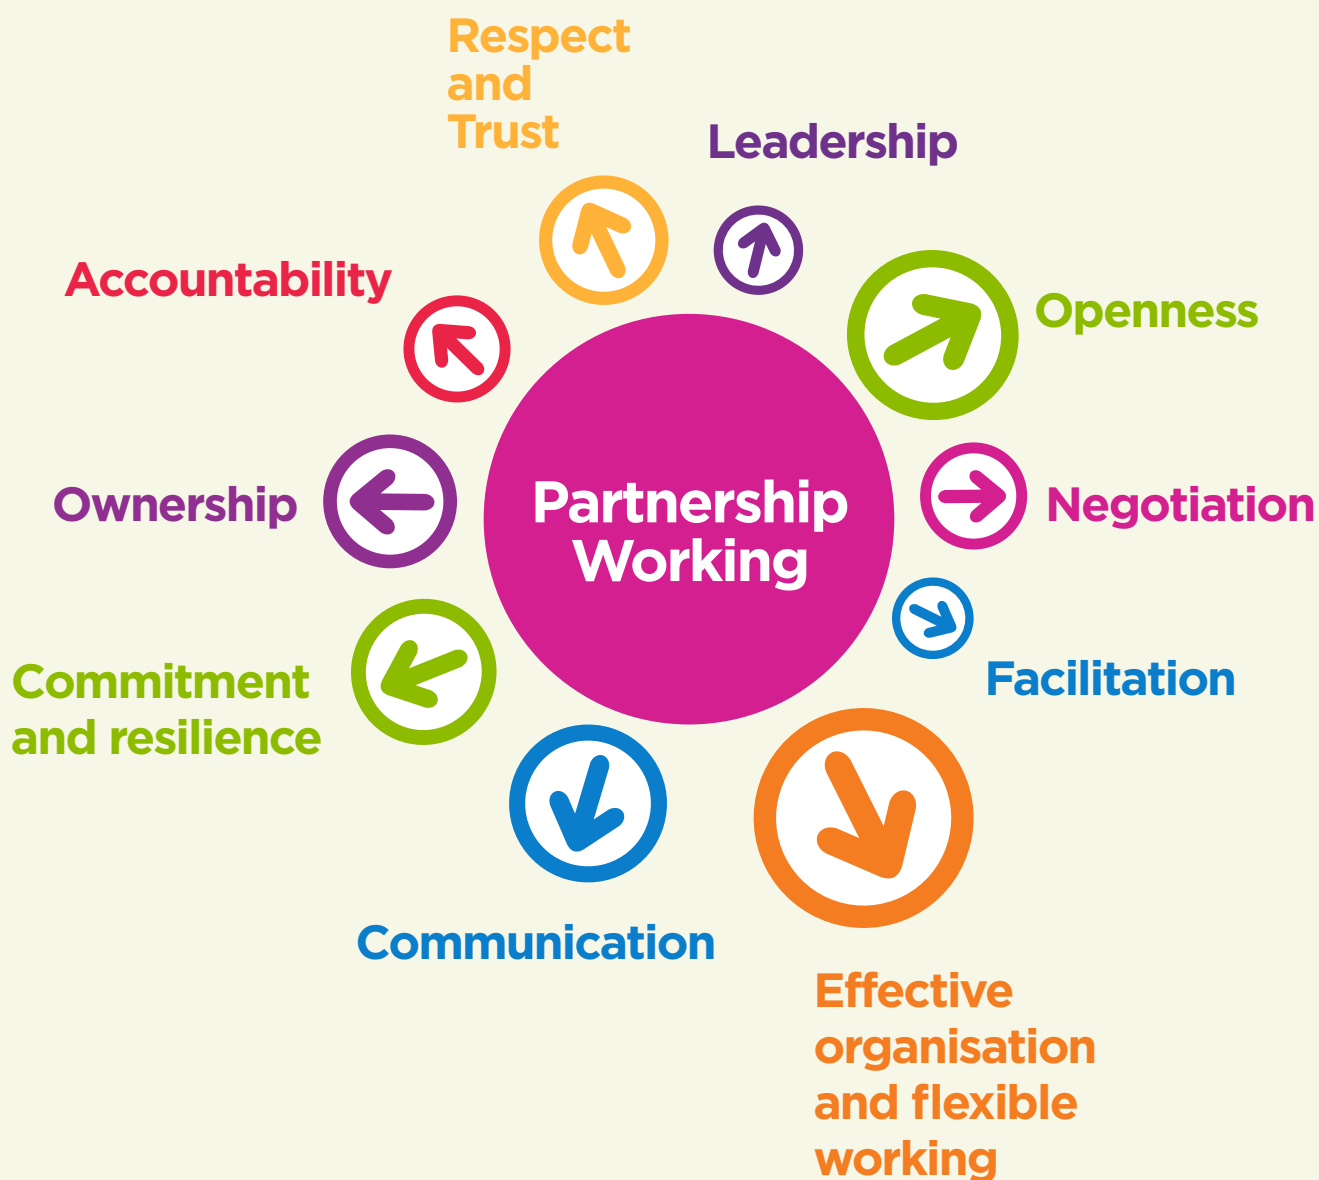 Respect
and
Trust
Leadership
Accountability
Openness
Ownership
Partnership
Working
Negotiation
Commitment
and resilience
Facilitation
Communication
Effective
organisation
and flexible
working